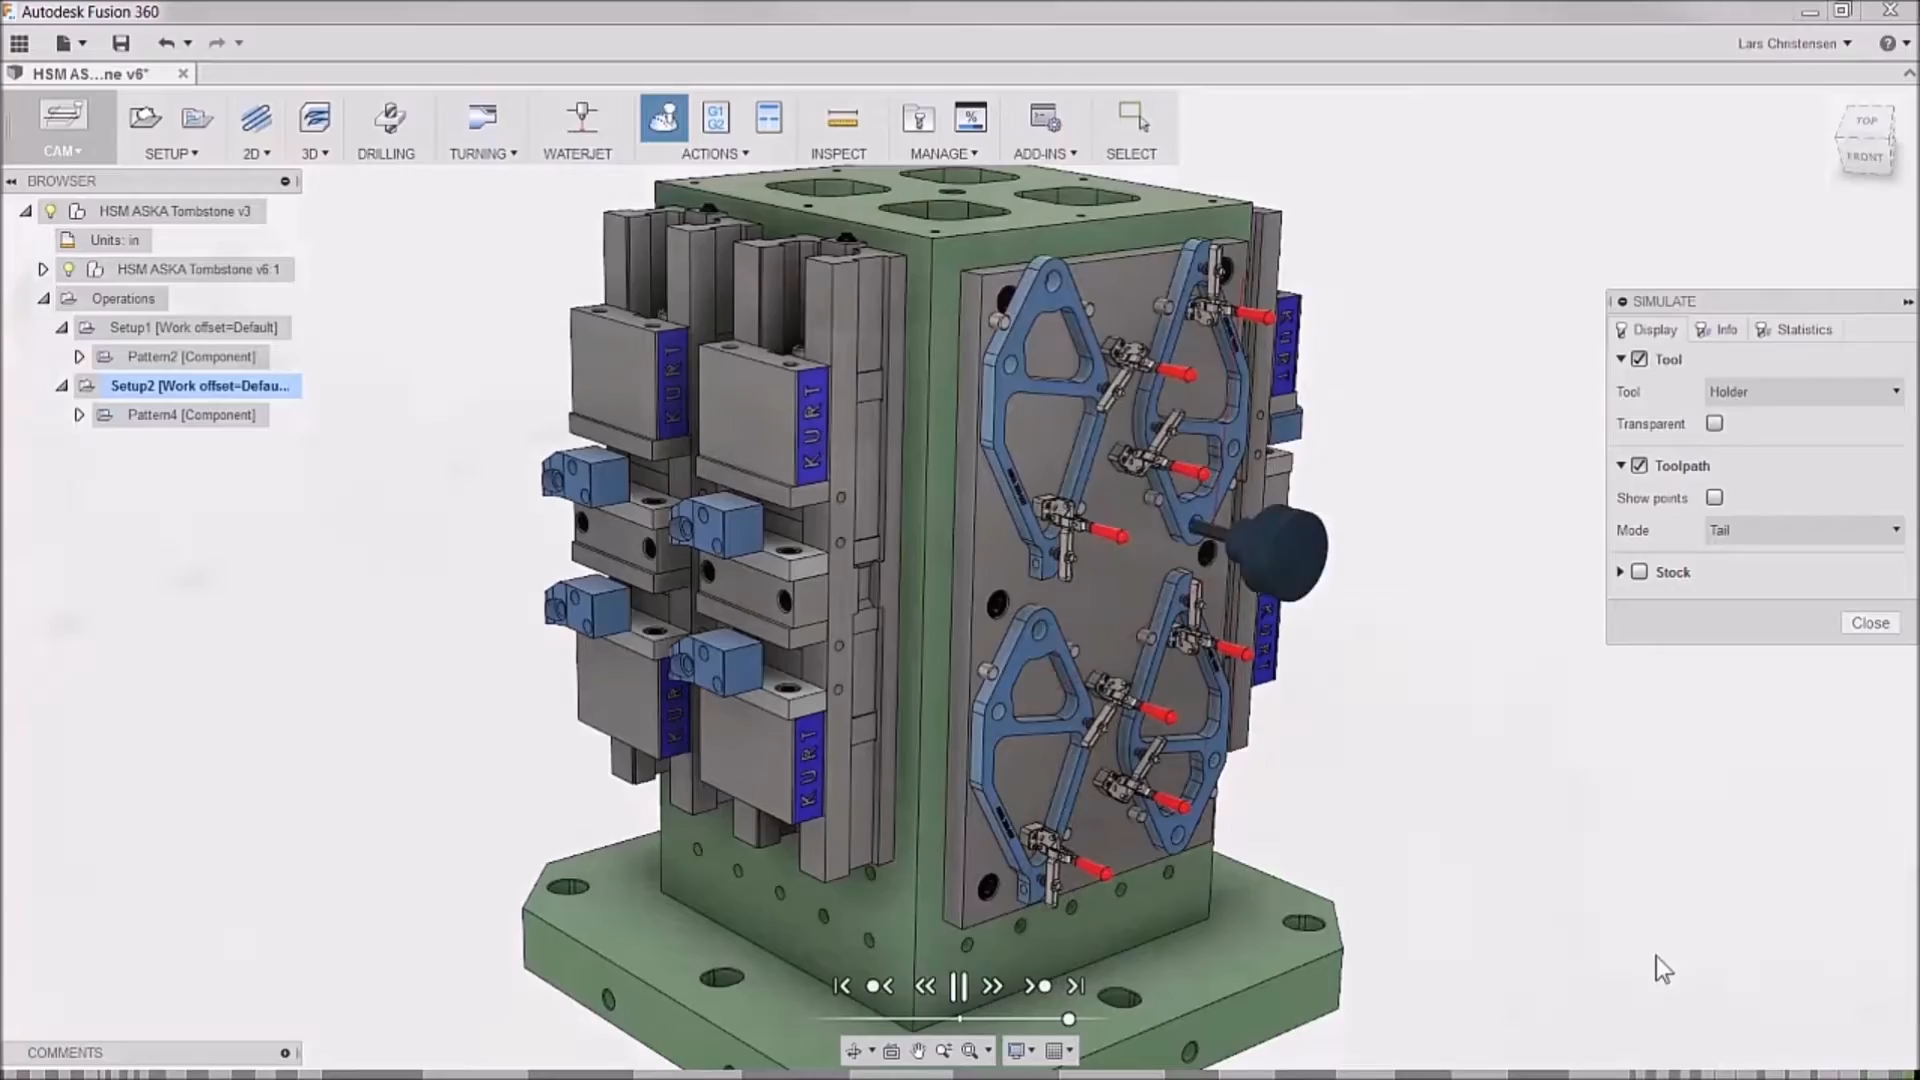 Autodesk Fusion 360
Lars Christensen
HSM AS...ne v6*
CAM
SETUP
2D
3D
DRILLING
TURNING
WATERJET
G1
G2
ACTIONS
INSPECT
%
MANAGE
ADD-INS
SELECT
TOP
FRONT
BROWSER
HSM ASKA Tombstone v3
Units: in
HSM ASKA Tombstone v6:1
Operations
Setup1 [Work offset=Default]
Pattern2 [Component]
Setup2 [Work offset=Defau...
Pattern4 [Component]
KURT
KURT
KURT
KURT
SIMULATE
Display
Info
Statistics
Tool
Tool
Holder
Transparent
Toolpath
Show points
Mode
Tail
Stock
Close
COMMENTS